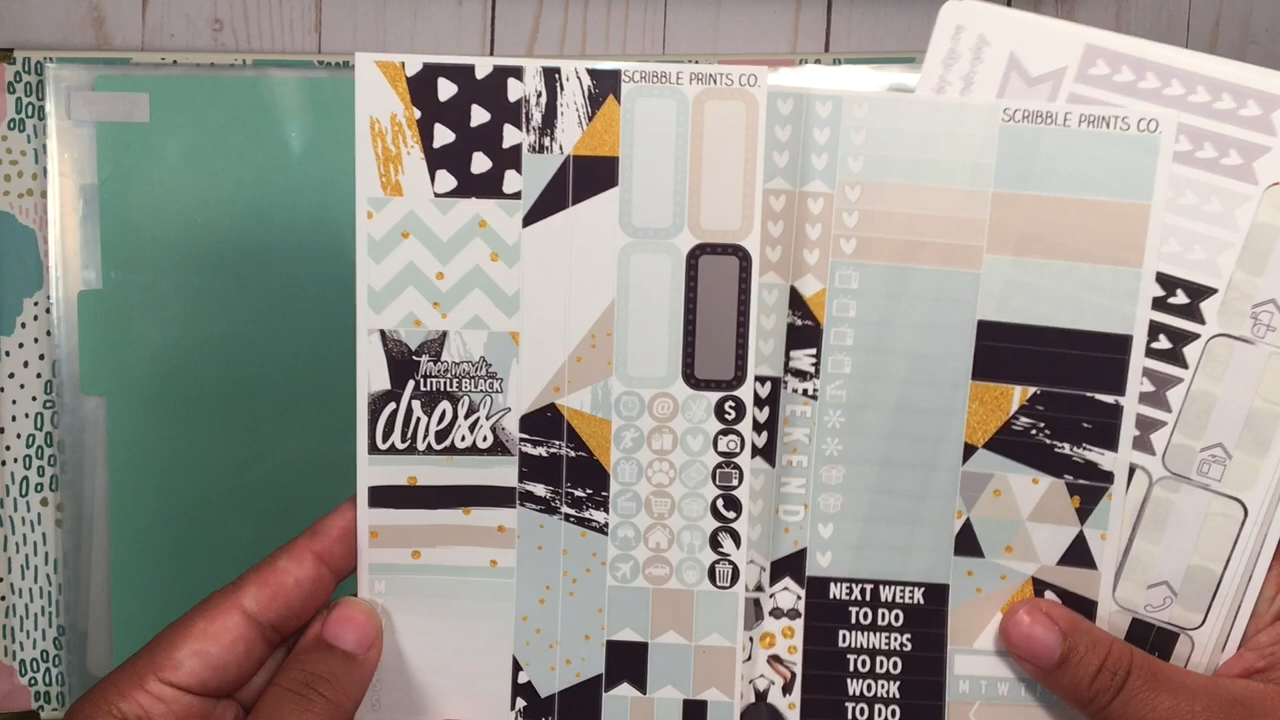 SCRIBBLE PRINTS CO.
SCRIBBLE PRINTS CO.
Three words...
LITTLE BLACK
dress
@
$
WEEKEND
NEXT WEEK
TO DO
DINNERS
TO DO
WORK
TO DO
M T W T F